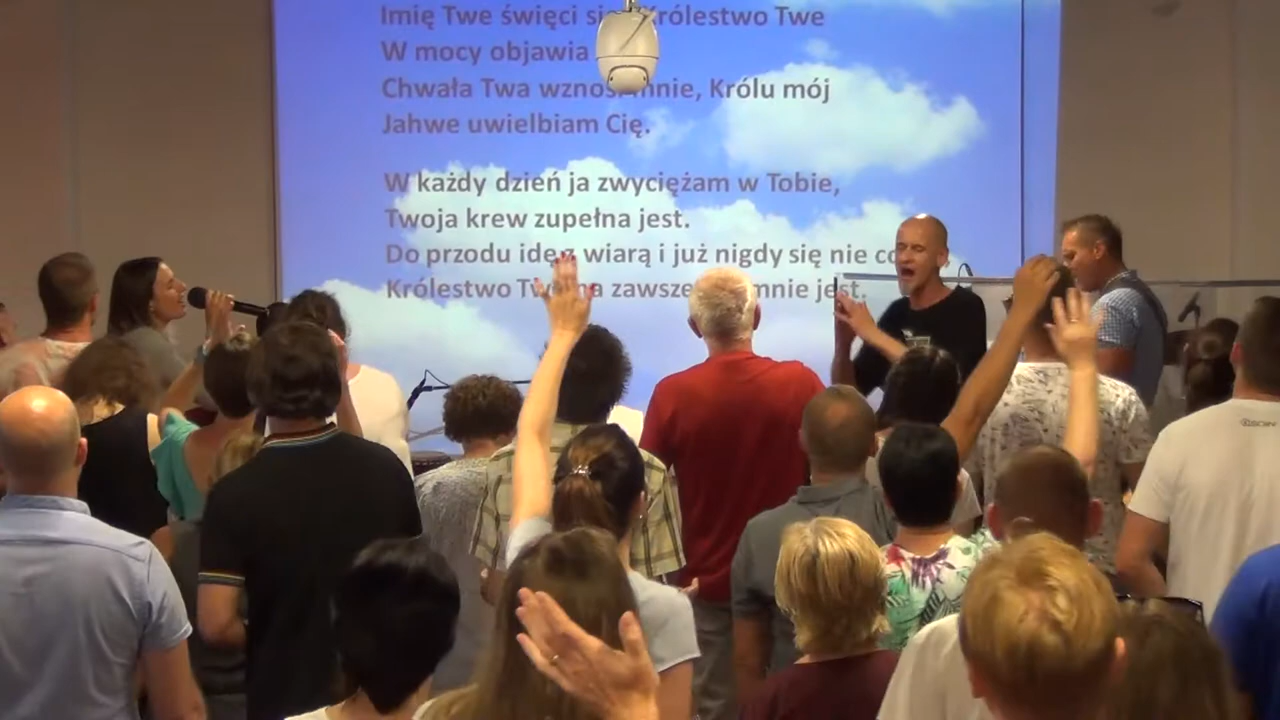 Imię Twe święci się Królestwo Twe
W mocy objawia
Chwała Twa wznosi mnie, Królu mój
Jahwe uwielbiam Cię.
W każdy dzień ja zwyciężam w Tobie,
Twoja krew zupełna jest.
Do przodu idę z wiarą i już nigdy się nie
Królestwo zawsze mnie jest.